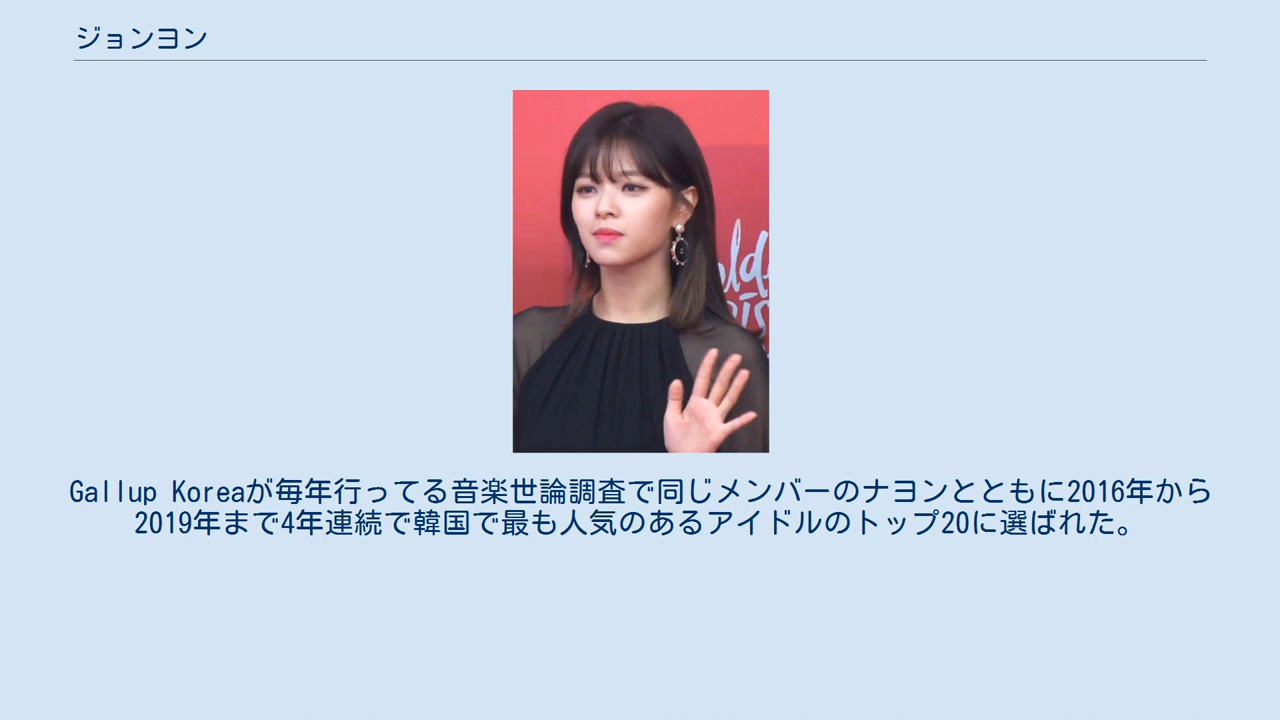 ジョンヨン
Gallup Koreaが毎年行ってる音楽世論調査で同じメンバーのナヨンとともに2016年から
2019年まで4年連続で韓国で最も人気のあるアイドルのトップ20に選ばれた。